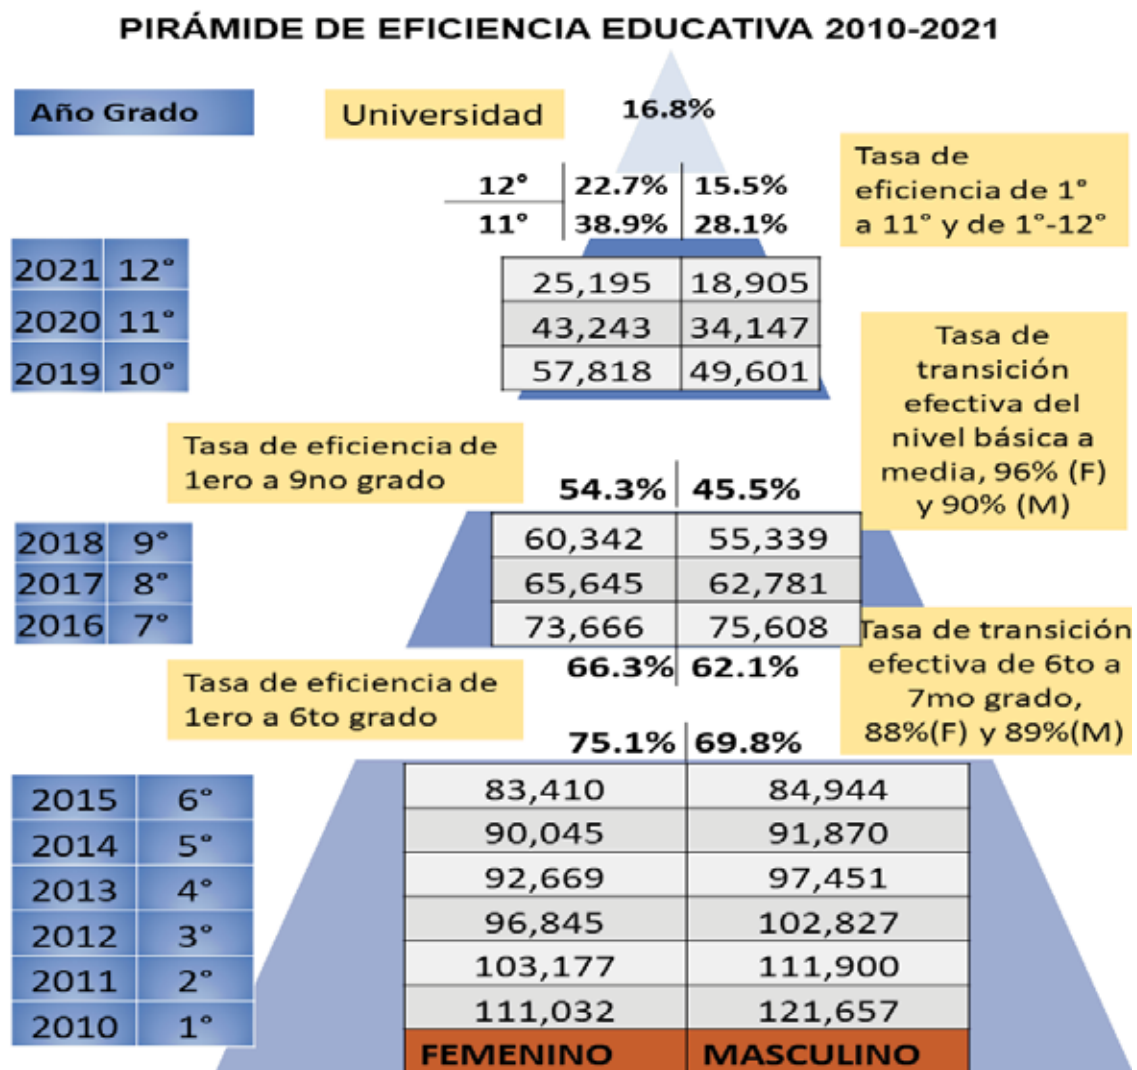 PIRÁMIDE DE EFICIENCIA EDUCATIVA 2010-2021
Año Grado
Universidad
16.8%
Tasa de
eficiencia de 1°
a 11° y de 1°-12°
12° 22.7% 15.5%
11° 38.9% 28.1%
2021 12° 25,195 18,905
2020 11° 43,243 34,147
2019 10° 57,818 49,601
Tasa de
transición
efectiva del
nivel básica a
media, 96% (F)
y 90% (M)
Tasa de eficiencia de
1ero a 9no grado
54.3% 45.5%
2018 9° 60,342 55,339
2017 8° 65,645 62,781
2016 7° 73,666 75,608
66.3% 62.1%
Tasa de transición
efectiva de 6to a
7mo grado,
88%(F) y 89%(M)
Tasa de eficiencia de
1ero a 6to grado
75.1% 69.8%
2015 6° 83,410 84,944
2014 5° 90,045 91,870
2013 4° 92,669 97,451
2012 3° 96,845 102,827
2011 2° 103,177 111,900
2010 1° 111,032 121,657
FEMENINO MASCULINO